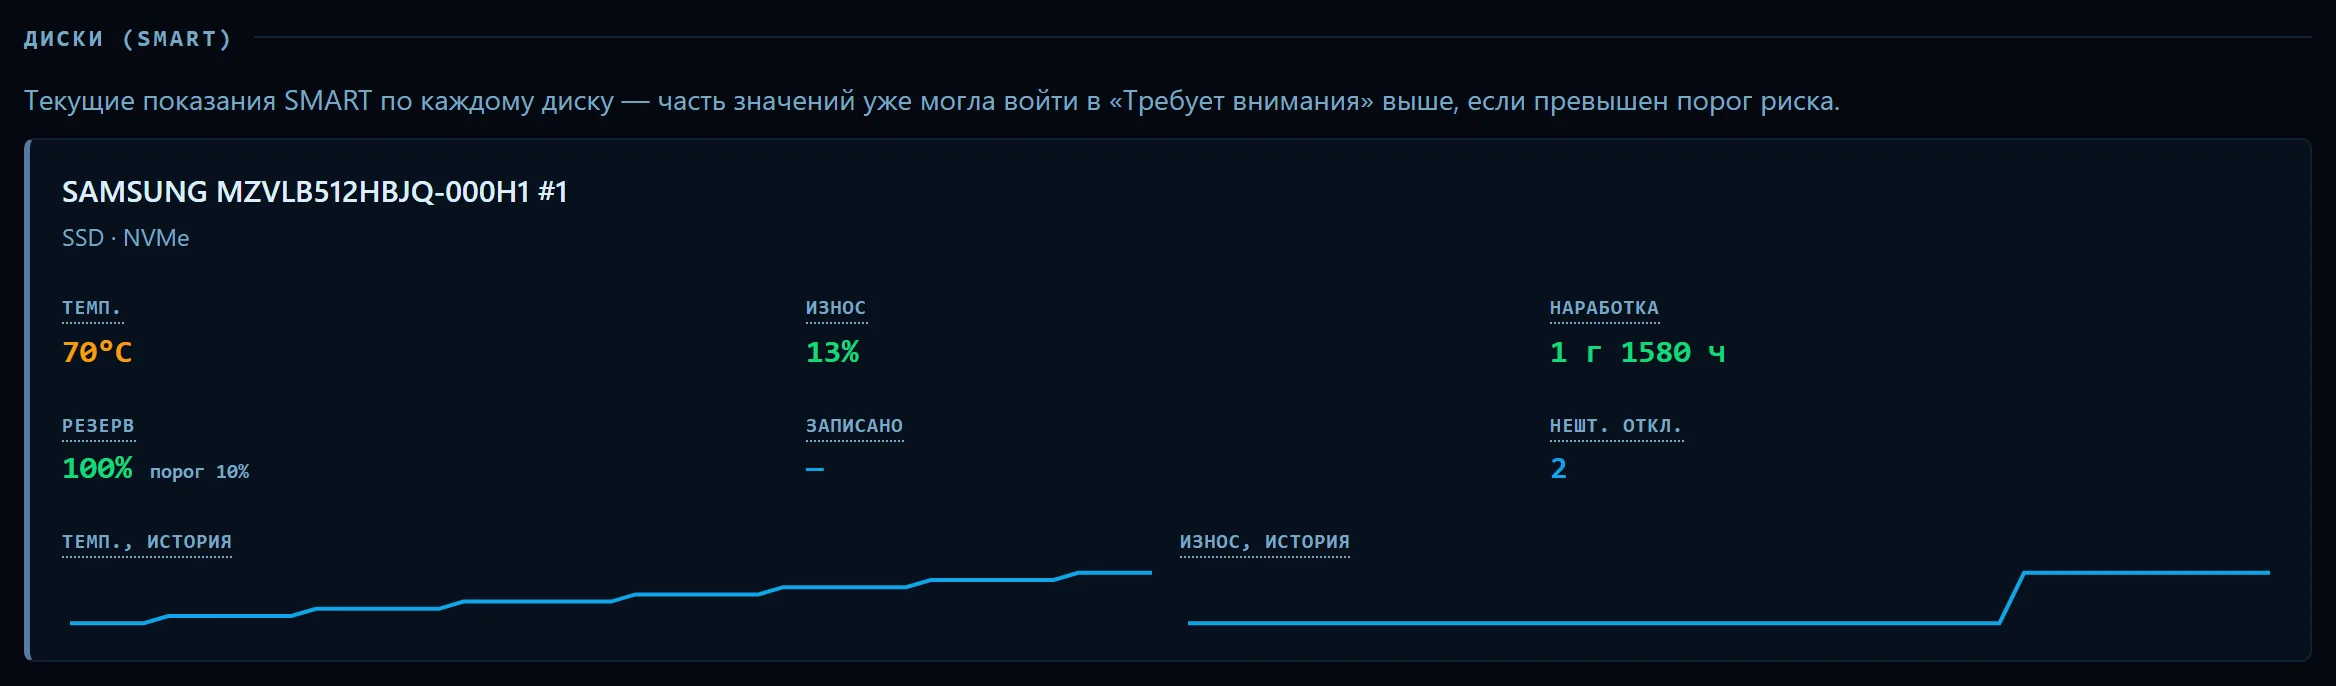 ДИСКИ (SMART)
Текущие показания SMART по каждому диску — часть значений уже могла войти в «Требует внимания» выше, если превышен порог риска.
SAMSUNG MZVLB512HBJQ-000H1 #1
SSD · NVMe
ТЕМП.
70°C
ИЗНОС
13%
НАРАБОТКА
1 г 1580 ч
РЕЗЕРВ
100% порог 10%
ЗАПИСАНО
—
НЕШТ. ОТКЛ.
2
ТЕМП., ИСТОРИЯ
ИЗНОС, ИСТОРИЯ